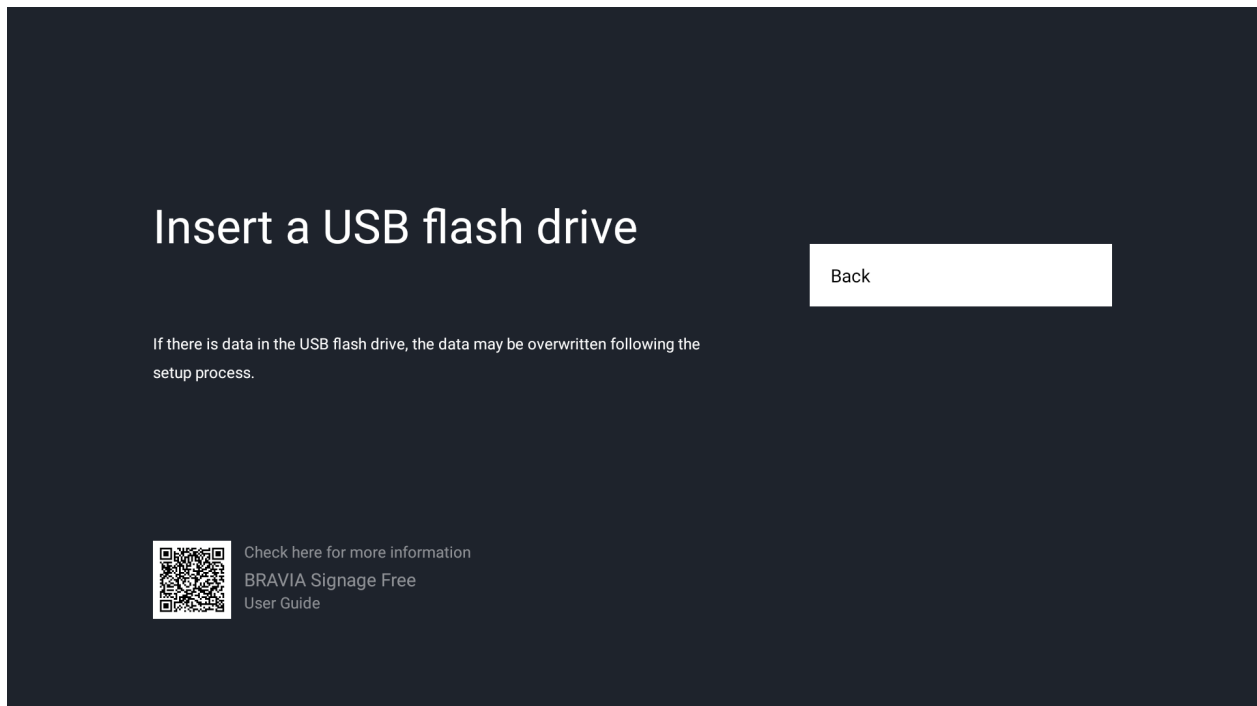 Insert a USB flash drive
Back
If there is data in the USB flash drive, the data may be overwritten following the
setup process.
Check here for more information
BRAVIA Signage Free
User Guide